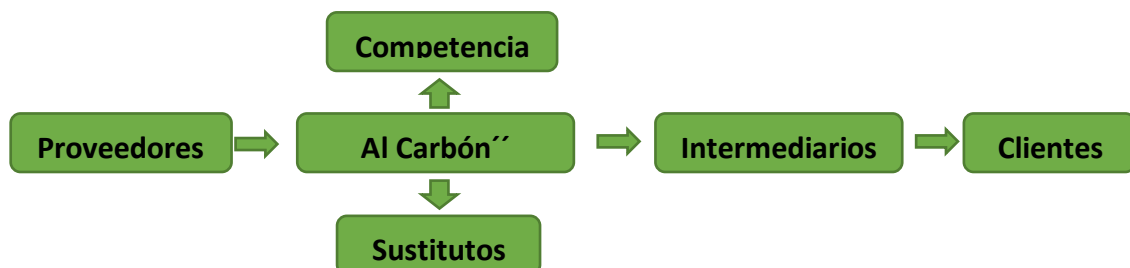 Competencia
Proveedores
Al Carbón´´
Intermediarios
Clientes
Sustitutos